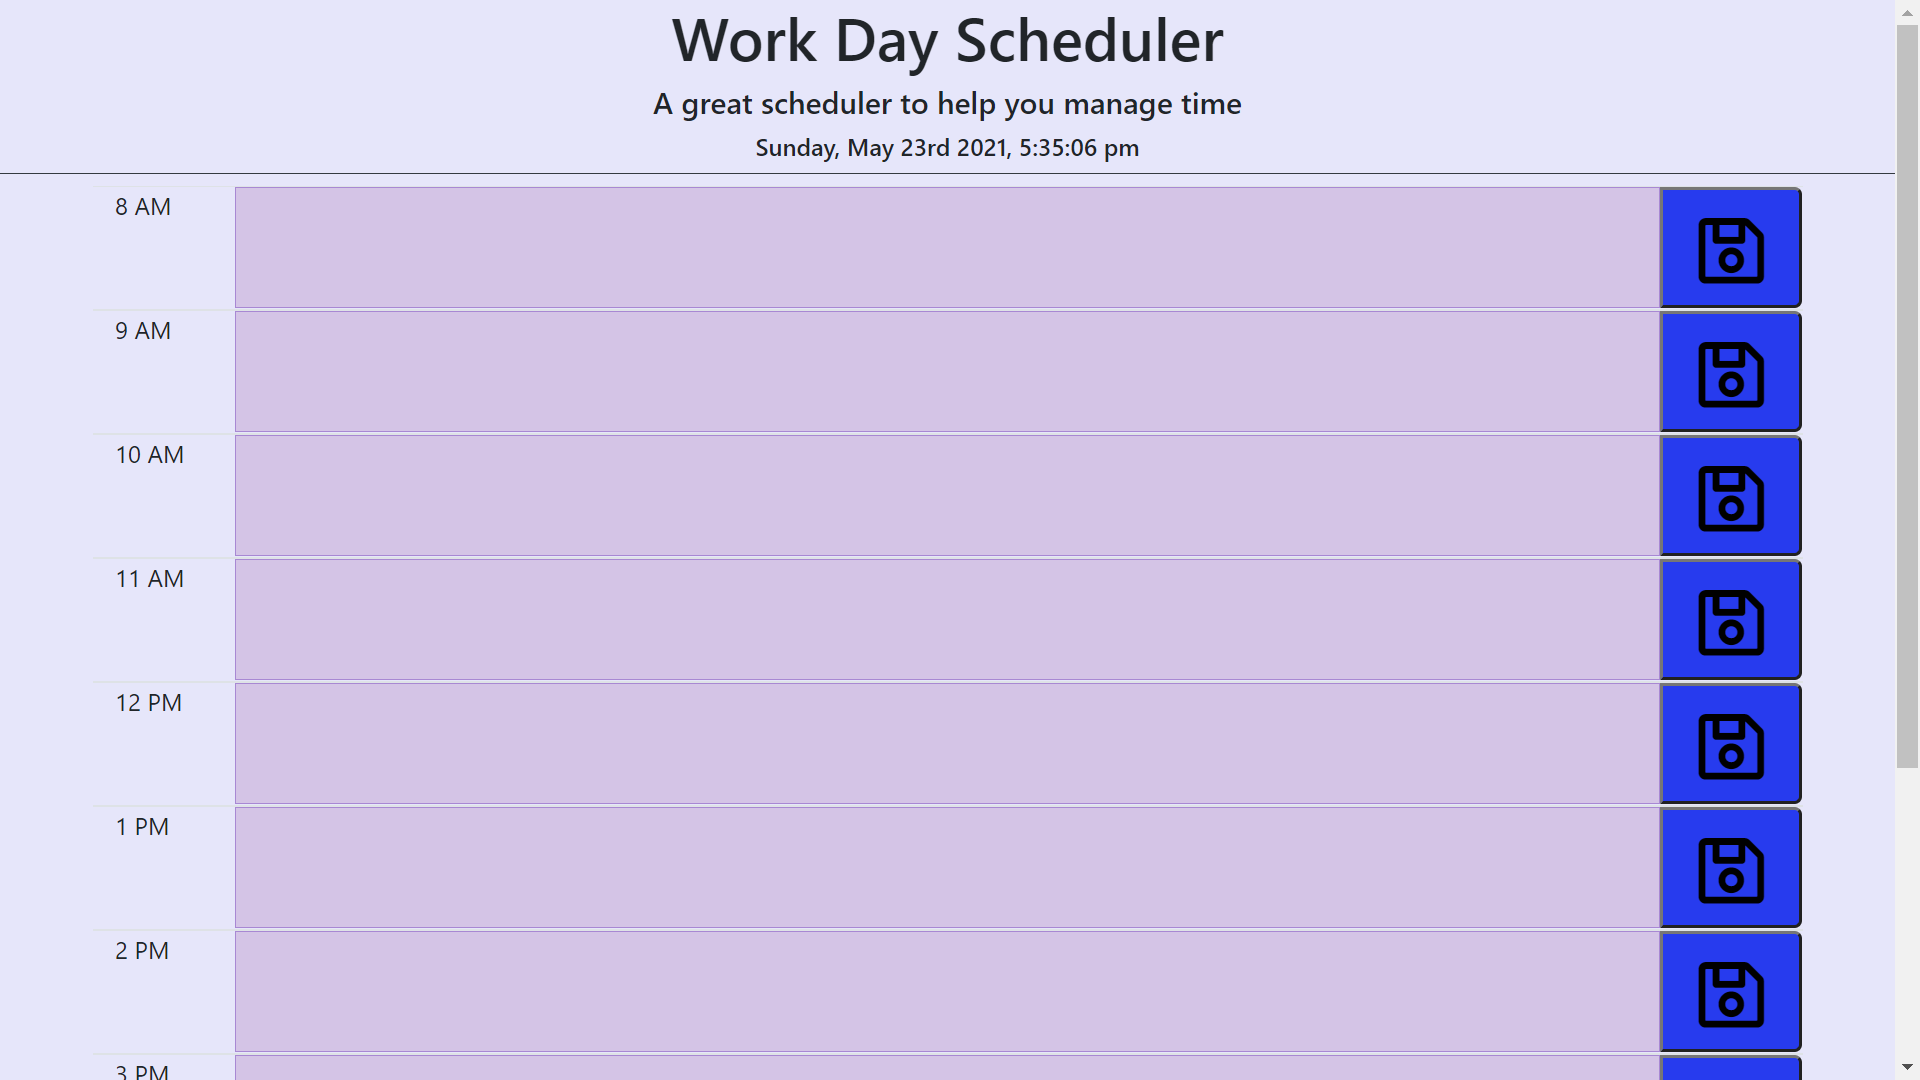 Work Day Scheduler
A great scheduler to help you manage time
Sunday, May 23rd 2021, 5:35:06 pm
8 AM
9 AM
10 AM
11 AM
12 PM
1 PM
2 PM
3 PM